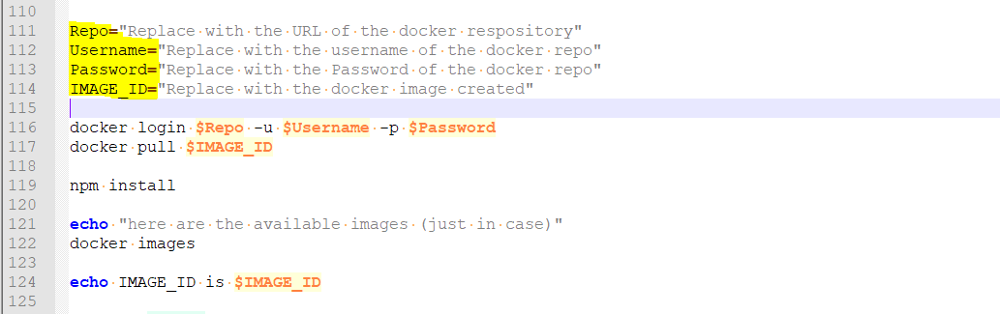 110
111 Repo="Replace with the URL of the docker respository"
112 Username="Replace with the username of the docker repo"
113 Password="Replace with the Password of the docker repo"
114 IMAGE_ID="Replace with the docker image created"
115
116 docker login $Repo -u $Username -p $Password
117 docker pull $IMAGE_ID
118
119 npm install
120
121 echo "here are the available images (just in case)"
122 docker images
123
124 echo IMAGE_ID is $IMAGE_ID
125